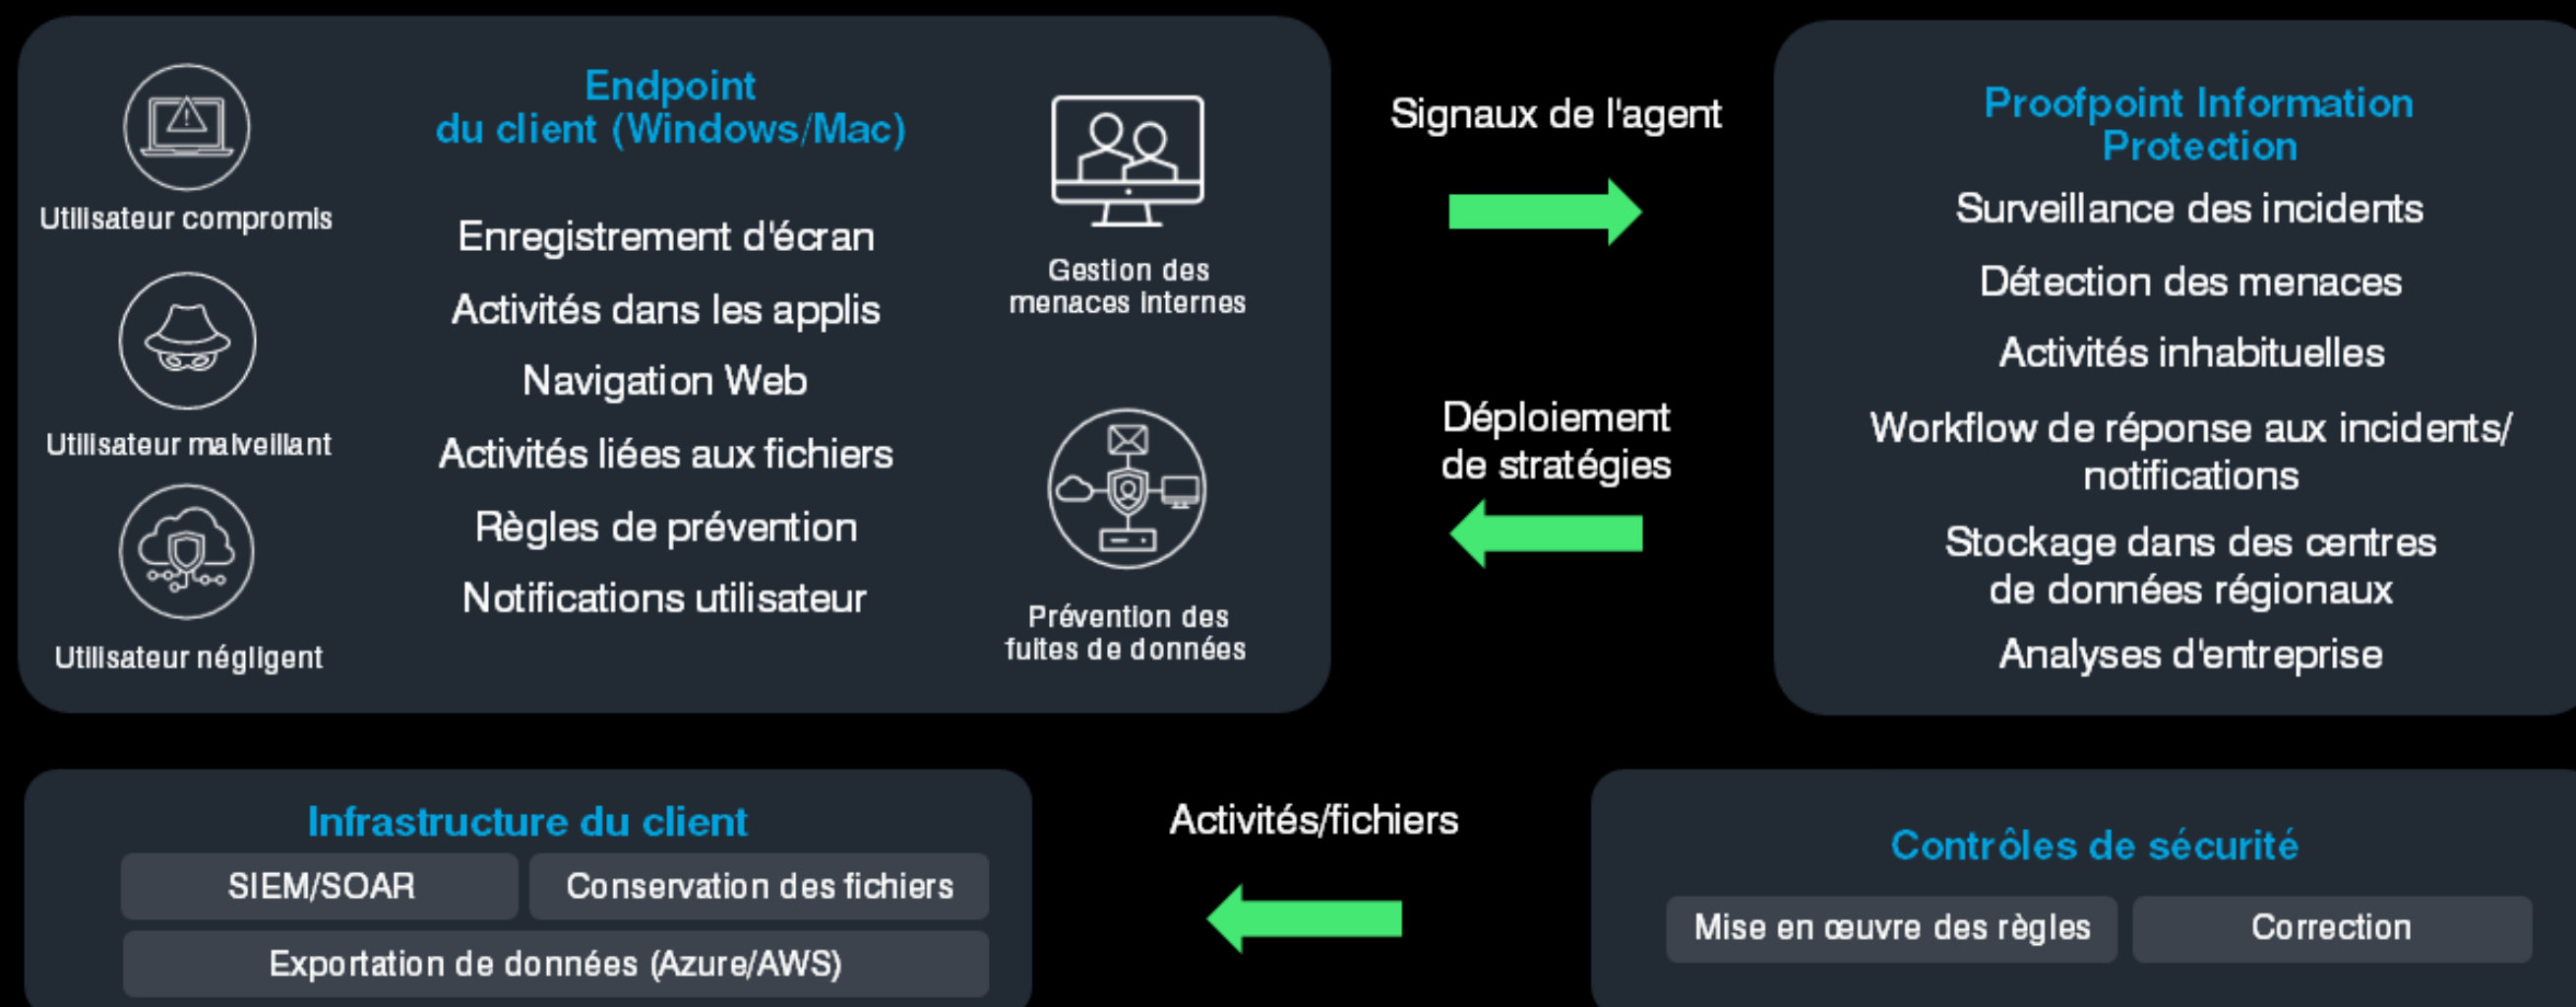 Endpoint
du client (Windows/Mac)
Utilisateur compromis
Utilisateur malveillant
Utilisateur négligent
Enregistrement d'écran
Activités dans les applis
Navigation Web
Activités liées aux fichiers
Règles de prévention
Notifications utilisateur
Gestion des
menaces internes
Prévention des
fuites de données
Signaux de l'agent
Déploiement
de stratégies
Proofpoint Information
Protection
Surveillance des incidents
Détection des menaces
Activités inhabituelles
Workflow de réponse aux incidents/
notifications
Stockage dans des centres
de données régionaux
Analyses d'entreprise
Infrastructure du client
SIEM/SOAR
Conservation des fichiers
Exportation de données (Azure/AWS)
Activités/fichiers
Contrôles de sécurité
Mise en œuvre des règles
Correction